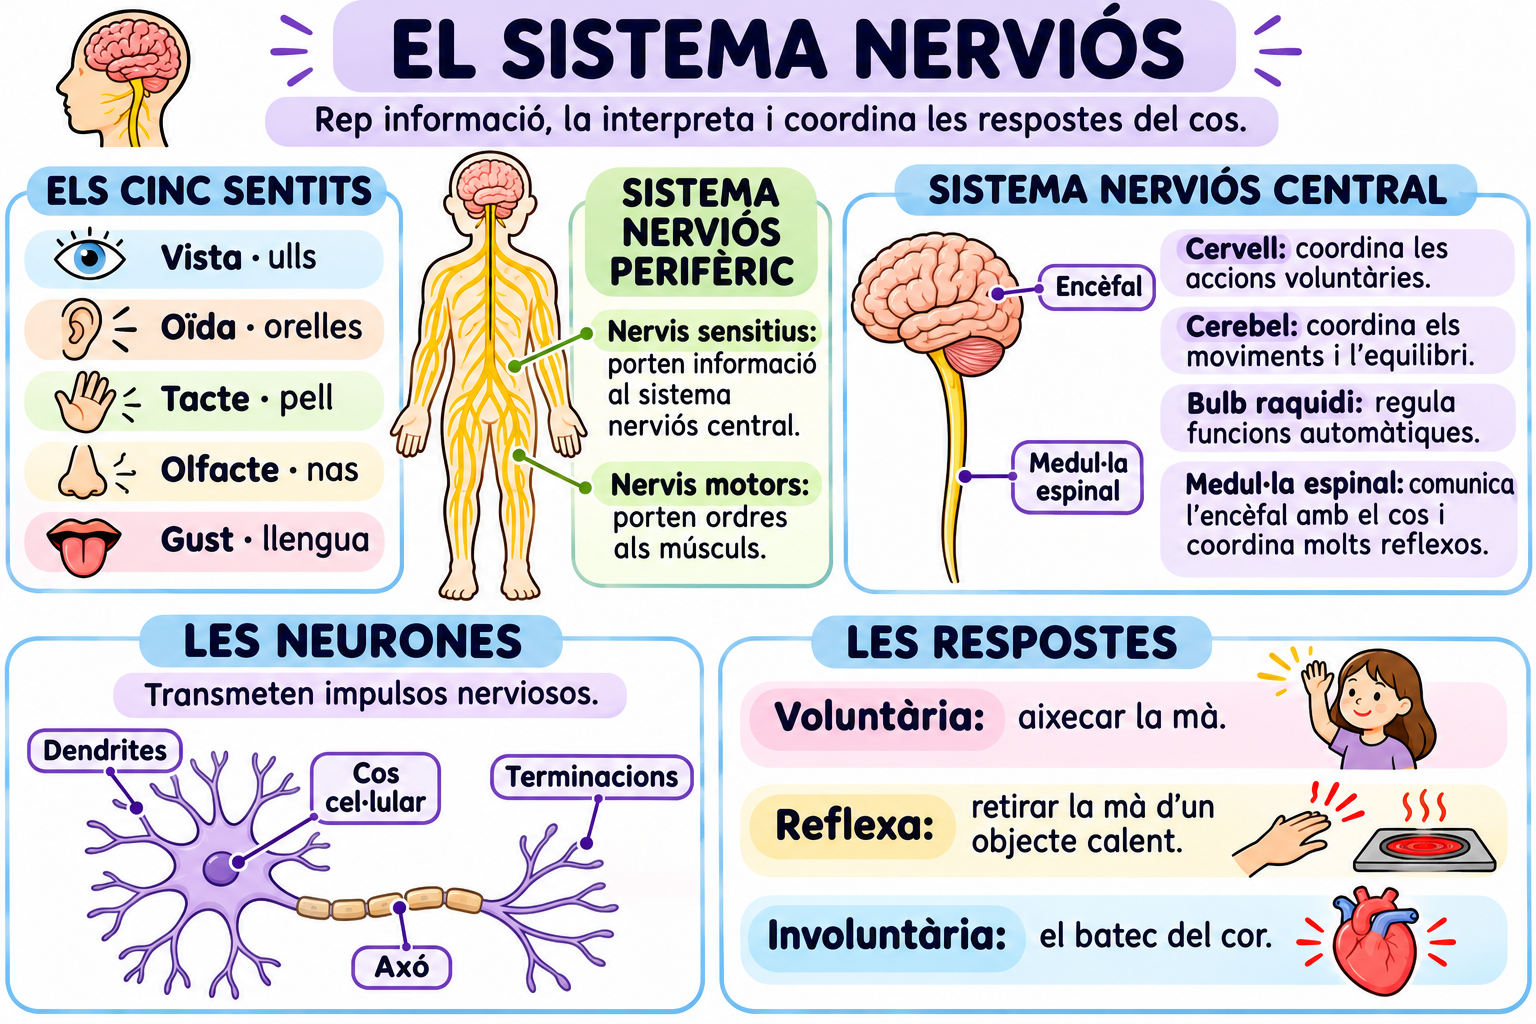 EL SISTEMA NERVIÓS
Rep informació, la interpreta i coordina les respostes del cos.
ELS CINC SENTITS
Vista · ulls
Oïda · orelles
Tacte · pell
Olfacte · nas
Gust · llengua
SISTEMA
NERVIÓS
PERIFÈRIC
Nervis sensitius:
porten informació
al sistema
nerviós central.
Nervis motors:
porten ordres
als músculs.
SISTEMA NERVIÓS CENTRAL
Encèfal
Medul·la
espinal
Cervell: coordina les
accions voluntàries.
Cerebel: coordina els
moviments i l'equilibri.
Bulb raquidi: regula
funcions automàtiques.
Medul·la espinal: comunica
l'encèfal amb el cos i
coordina molts reflexos.
LES NEURONES
Transmeten impulsos nerviosos.
Dendrites
Cos
cel·lular
Terminacions
Axó
LES RESPOSTES
Voluntària: aixecar la mà.
Reflexa: retirar la mà d'un
objecte calent.
Involuntària: el batec del cor.